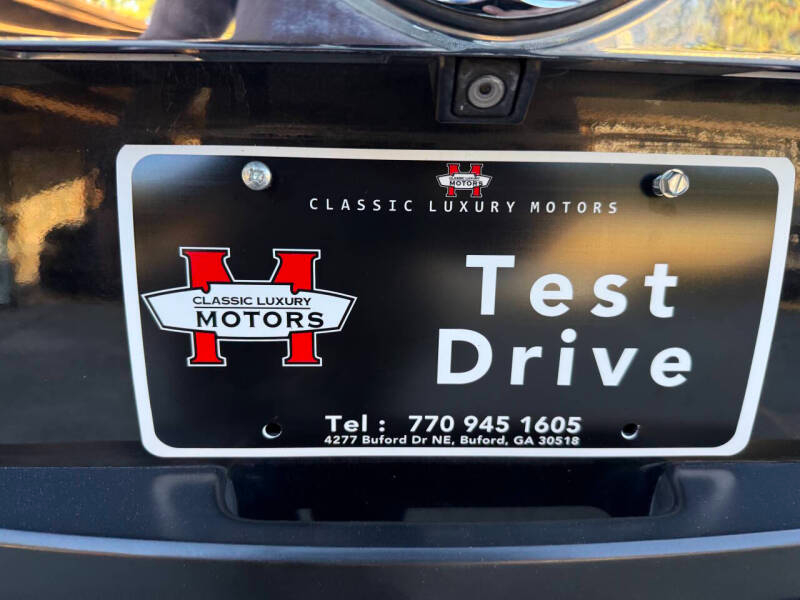 CLASSIC LUXURY
MOTORS
CLASSIC LUXURY MOTORS
CLASSIC LUXURY
MOTORS
Test
Drive
Tel : 770 945 1605
4277 Buford Dr NE, Buford, GA 30518